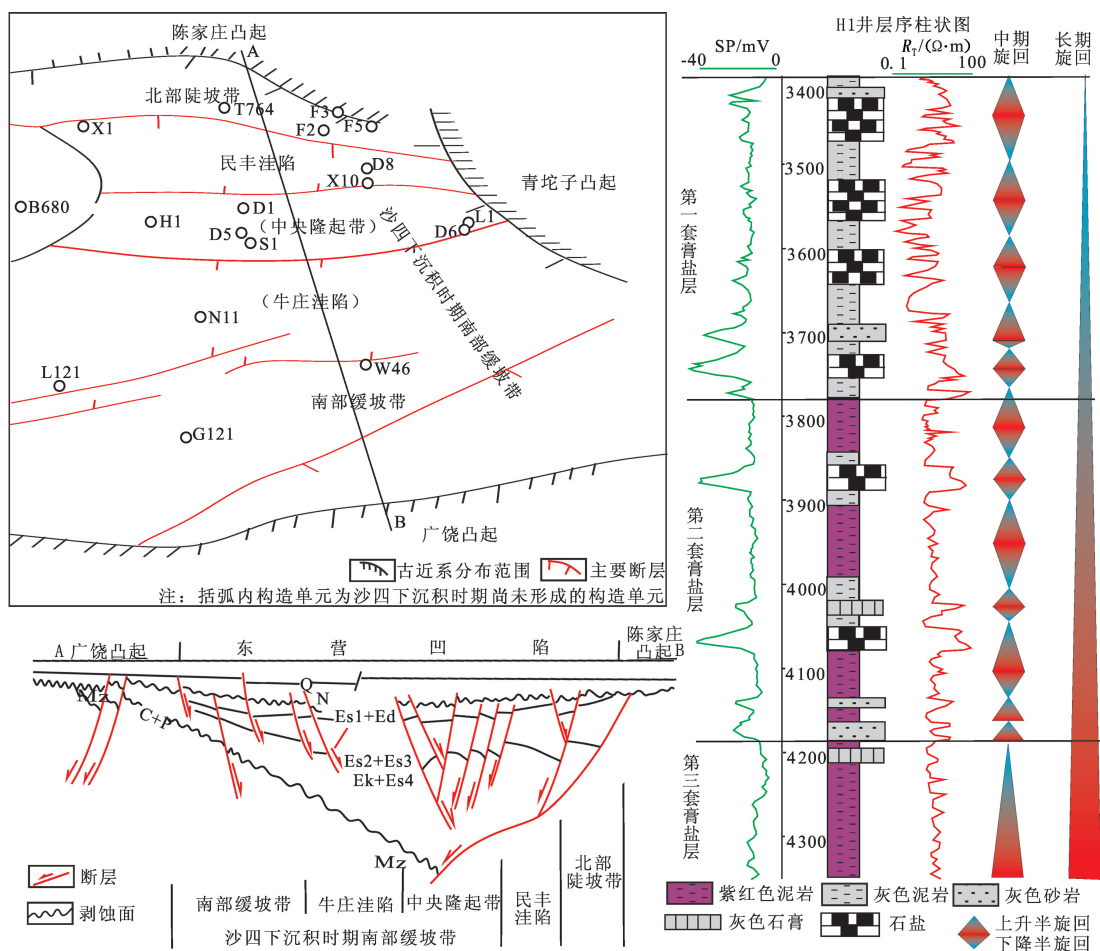 陈家庄凸起
A
北部陡坡带
T764
F3
F2
F5
X1
民丰洼陷
D8
X10
青坨子凸起
B680
H1
D1
(中央隆起带)
D5
S1
L1
D6
沙四下沉积时期南部缓坡带
(牛庄洼陷)
N11
W46
L121
南部缓坡带
G121
B
广饶凸起
古近系分布范围
主要断层
注：括弧内构造单元为沙四下沉积时期尚未形成的构造单元
A 广饶凸起
东营凹陷
陈家庄
凸起B
Q
N
Mz
C+p
Es1+Ed
Es2+Es3
Ek+Es4
Mz
断层
剥蚀面
南部缓坡带
牛庄洼陷
中央隆起带
民丰
洼陷
北部
陡坡带
沙四下沉积时期南部缓坡带
H1井层序柱状图
SP/mV
-40 0
RT/(Ω·m)
0.1 100
中期
旋回
长期
旋回
3400
3500
3600
3700
3800
3900
4000
4100
4200
4300
第一套膏盐层
第二套膏盐层
第三套膏盐层
紫红色泥岩
灰色泥岩
灰色砂岩
灰色石膏
石盐
上升半旋回
下降半旋回